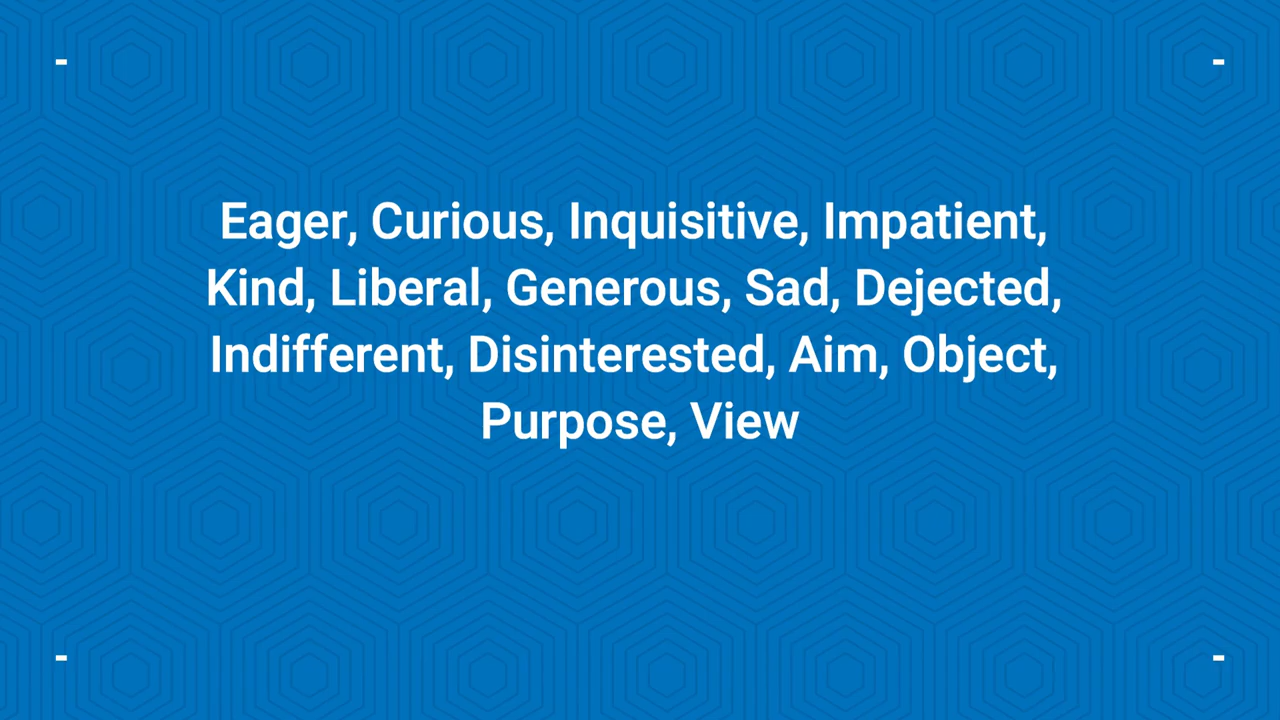 -
-
Eager, Curious, Inquisitive, Impatient,
Kind, Liberal, Generous, Sad, Dejected,
Indifferent, Disinterested, Aim, Object,
Purpose, View
-
-